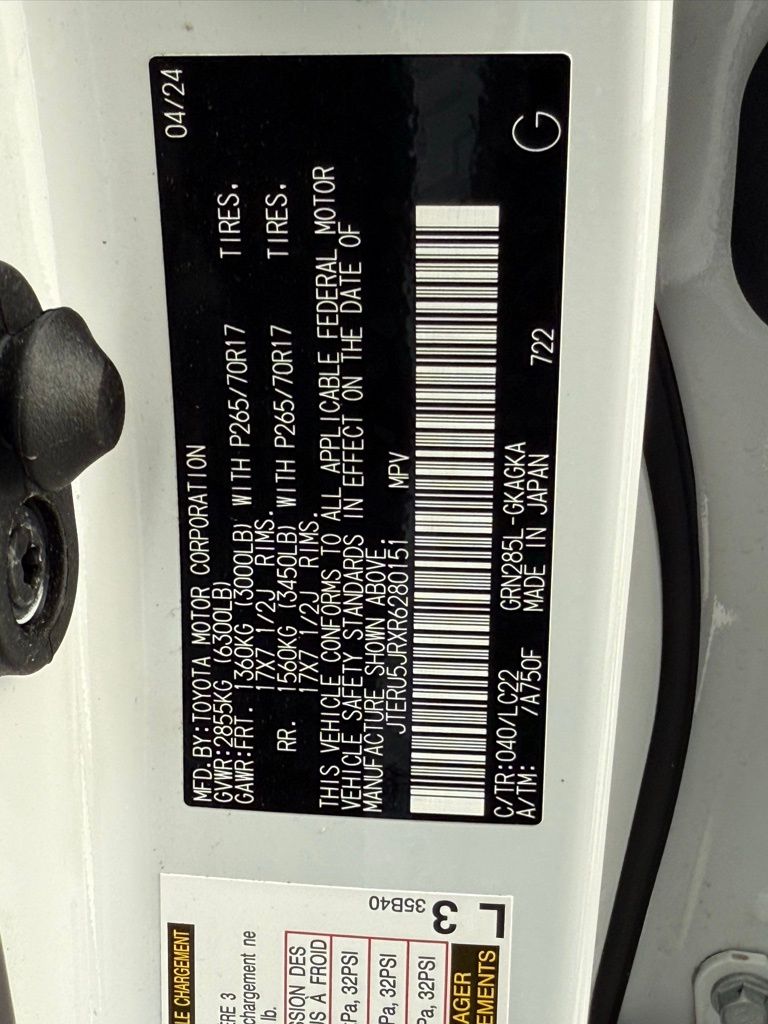 MFD.BY:TOYOTA MOTOR CORPORATION 04/24
GVWR:2855KG (6300LB)
GAWR:FRT. 1360KG (3000LB) WITH P265/70R17 TIRES.
17X7 1/2J RIMS.
RR. 1560KG (3450LB) WITH P265/70R17 TIRES.
17X7 1/2J RIMS.
THIS VEHICLE CONFORMS TO ALL APPLICABLE FEDERAL MOTOR
VEHICLE SAFETY STANDARDS IN EFFECT ON THE DATE OF
MANUFACTURE SHOWN ABOVE.
JTERU5JRXR6280151; MPV
C/TR:040/LC22 GRN285L-GKAGKA
A/TM: /A750F MADE IN JAPAN 722 G
LE CHARGEMENT
ERE 3
chargement ne
lb.
SSION DES
US À FROID
Pa, 32PSI
Pa, 32PSI
Pa, 32PSI
AGER
EMENTS
35B40
3